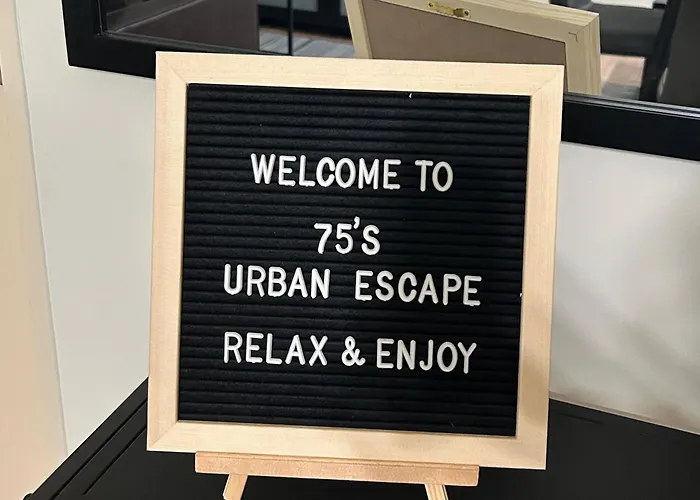 WELCOME TO
75'S
URBAN ESCAPE
RELAX & ENJOY